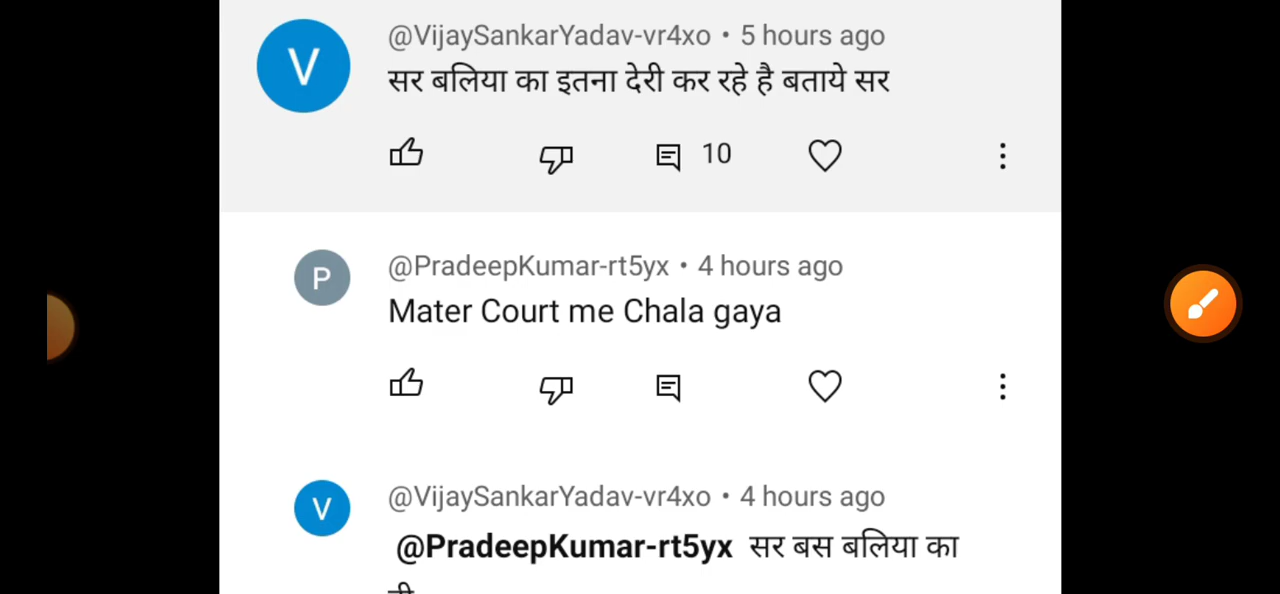 V
@VijaySankarYadav-vr4xo • 5 hours ago
सर बलिया का इतना देरी कर रहे है बताये सर
10
P
@PradeepKumar-rt5yx • 4 hours ago
Mater Court me Chala gaya
V
@VijaySankarYadav-vr4xo • 4 hours ago
@PradeepKumar-rt5yx सर बस बलिया का